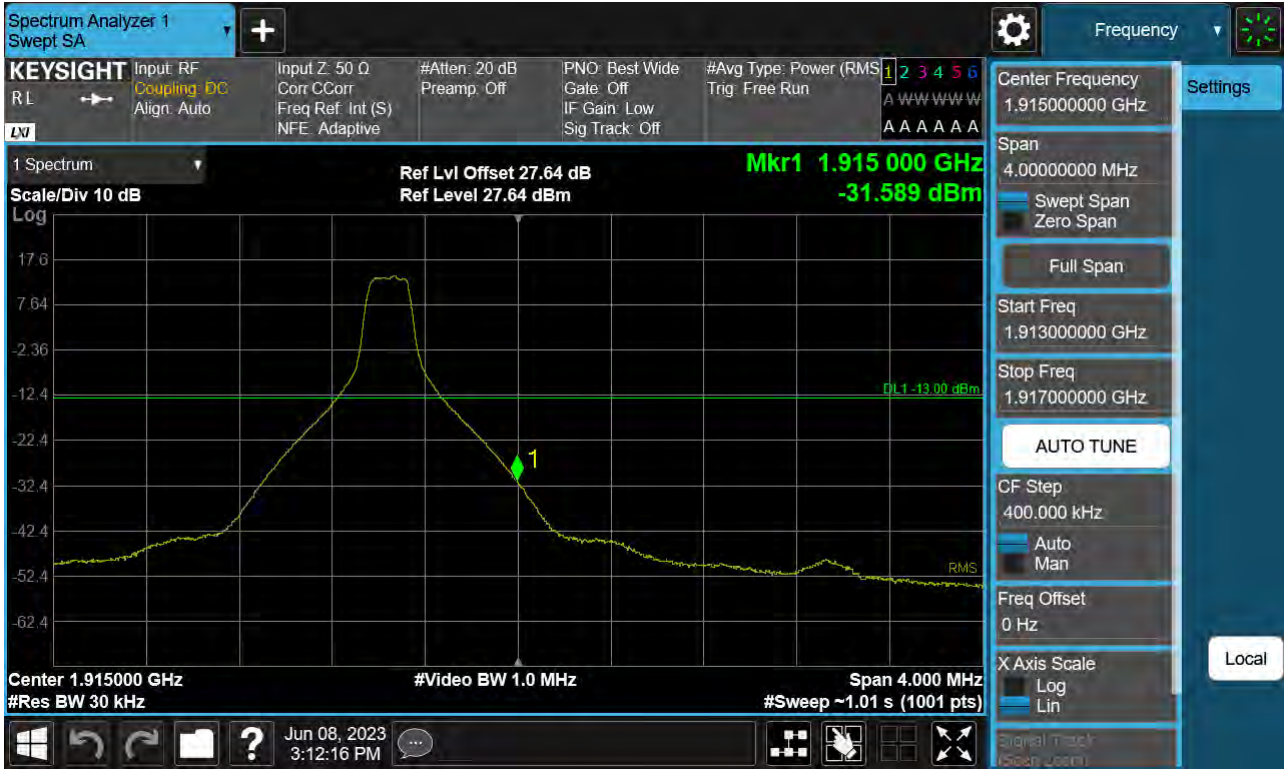 Spectrum Analyzer 1
Swept SA
Frequency
KEYSIGHT
R L
LXI
Input: RF
Coupling: DC
Align: Auto
Input Z: 50 Ω
Corr CCorr
Freq Ref: Int (S)
NFE: Adaptive
#Atten: 20 dB
Preamp: Off
PNO: Best Wide
Gate: Off
IF Gain: Low
Sig Track: Off
#Avg Type: Power (RMS
Trig: Free Run
1 2 3 4 5 6
A W W W W W
A A A A A A
1 Spectrum
Scale/Div 10 dB
Ref Lvl Offset 27.64 dB
Ref Level 27.64 dBm
Mkr1 1.915 000 GHz
-31.589 dBm
Log
17.6
7.64
-2.36
-12.4
-22.4
-32.4
-42.4
-52.4
-62.4
DL1 -13.00 dBm
1
RMS
Center 1.915000 GHz
#Video BW 1.0 MHz
Span 4.000 MHz
#Res BW 30 kHz
#Sweep ~1.01 s (1001 pts)
Center Frequency
1.915000000 GHz
Settings
Span
4.00000000 MHz
Swept Span
Zero Span
Full Span
Start Freq
1.913000000 GHz
Stop Freq
1.917000000 GHz
AUTO TUNE
CF Step
400.000 kHz
Auto
Man
Freq Offset
0 Hz
X Axis Scale
Log
Lin
Signal Track
(Span Zoom)
Local
?
Jun 08, 2023
3:12:16 PM